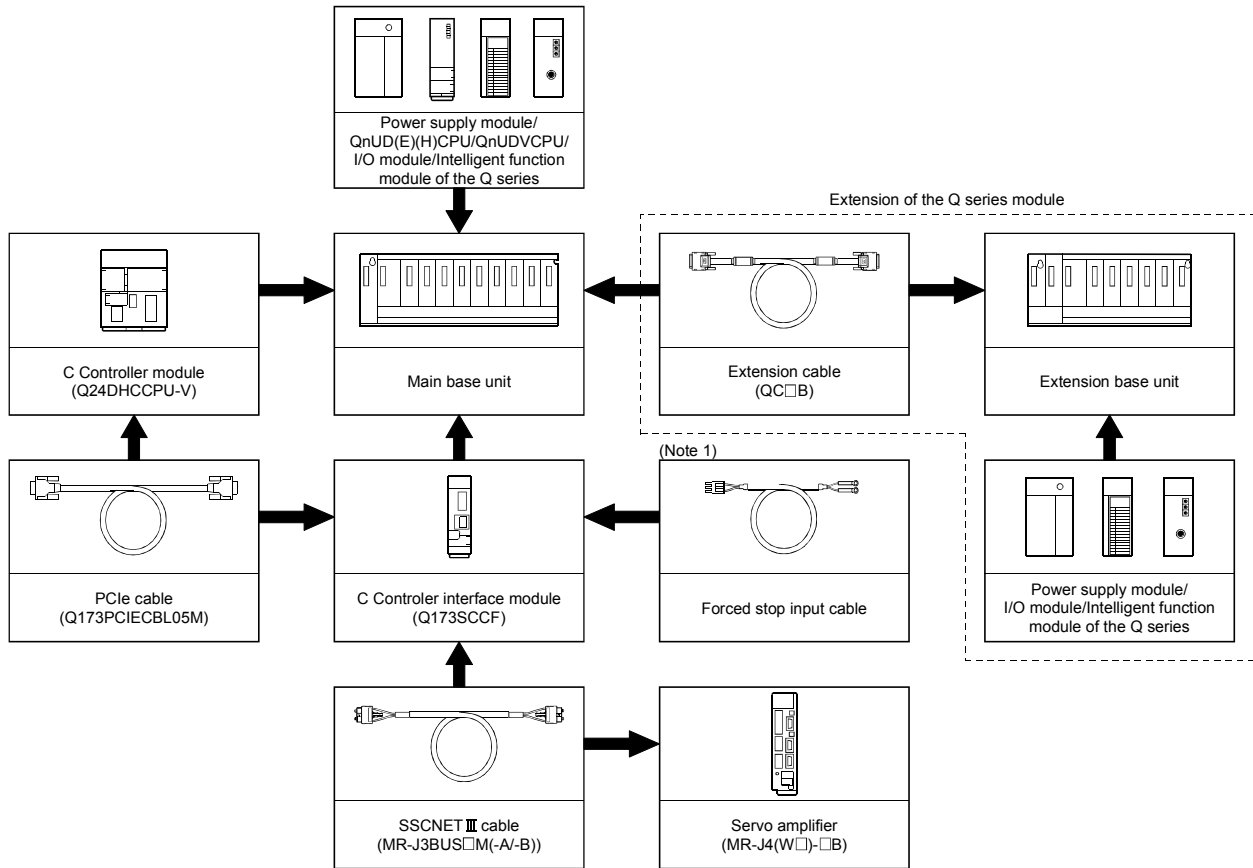 Power supply module/
QnUD(E)(H)CPU/QnUDVCPU/
I/O module/Intelligent function
module of the Q series
Extension of the Q series module
C Controller module
(Q24DHCCPU-V)
Main base unit
Extension cable
(QC□B)
Extension base unit
(Note 1)
PCIe cable
(Q173PCIECBL05M)
C Controler interface module
(Q173SCCF)
Forced stop input cable
Power supply module/
I/O module/Intelligent function
module of the Q series
SSCNETⅢ cable
(MR-J3BUS□M(-A/-B))
Servo amplifier
(MR-J4(W□)-□B)